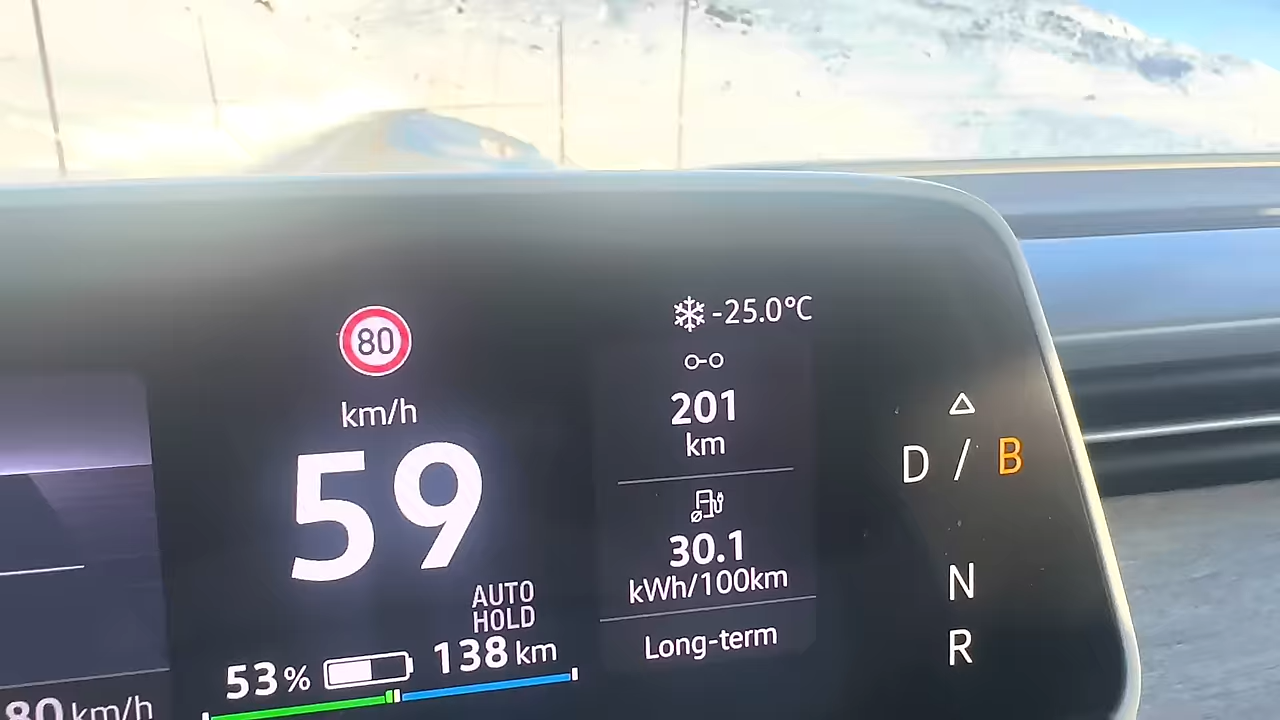 80
km/h
59
AUTO
HOLD
53% 138 km
80 km/h
-25.0°C
201
km
30.1
kWh/100km
Long-term
D / B
N
R